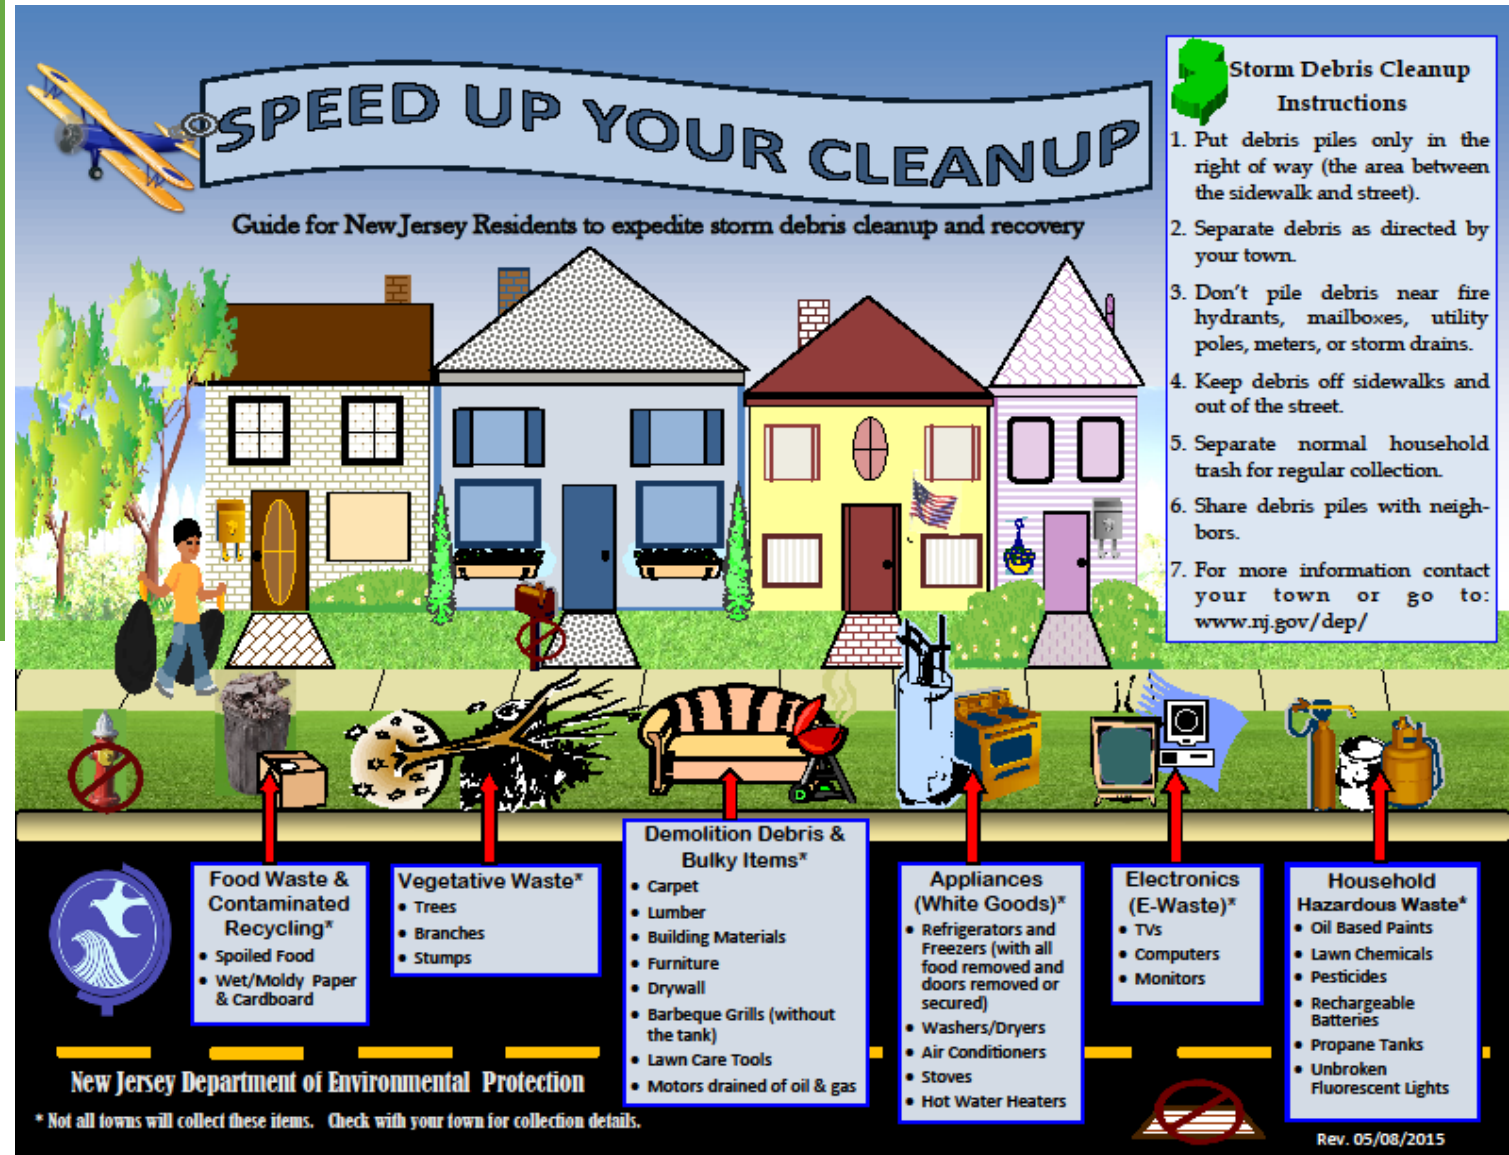 SPEED UP YOUR CLEANUP
Guide for New Jersey Residents to expedite storm debris cleanup and recovery
Storm Debris Cleanup
Instructions
1. Put debris piles only in the
right of way (the area between
the sidewalk and street).
2. Separate debris as directed by
your town.
3. Don't pile debris near fire
hydrants, mailboxes, utility
poles, meters, or storm drains.
4. Keep debris off sidewalks and
out of the street.
5. Separate normal household
trash for regular collection.
6. Share debris piles with neigh-
bors.
7. For more information contact
your town or go to:
www.nj.gov/dep/
Food Waste &
Contaminated
Recycling*
• Spoiled Food
• Wet/Moldy Paper
& Cardboard
Vegetative Waste*
• Trees
• Branches
• Stumps
Demolition Debris &
Bulky Items*
• Carpet
• Lumber
• Building Materials
• Furniture
• Drywall
• Barbeque Grills (without
the tank)
• Lawn Care Tools
• Motors drained of oil & gas
Appliances
(White Goods)*
• Refrigerators and
Freezers (with all
food removed and
doors removed or
secured)
• Washers/Dryers
• Air Conditioners
• Stoves
• Hot Water Heaters
Electronics
(E-Waste)*
• TVs
• Computers
• Monitors
Household
Hazardous Waste*
• Oil Based Paints
• Lawn Chemicals
• Pesticides
• Rechargeable
Batteries
• Propane Tanks
• Unbroken
Fluorescent Lights
New Jersey Department of Environmental Protection
* Not all towns will collect these items. Check with your town for collection details.
Rev. 05/08/2015